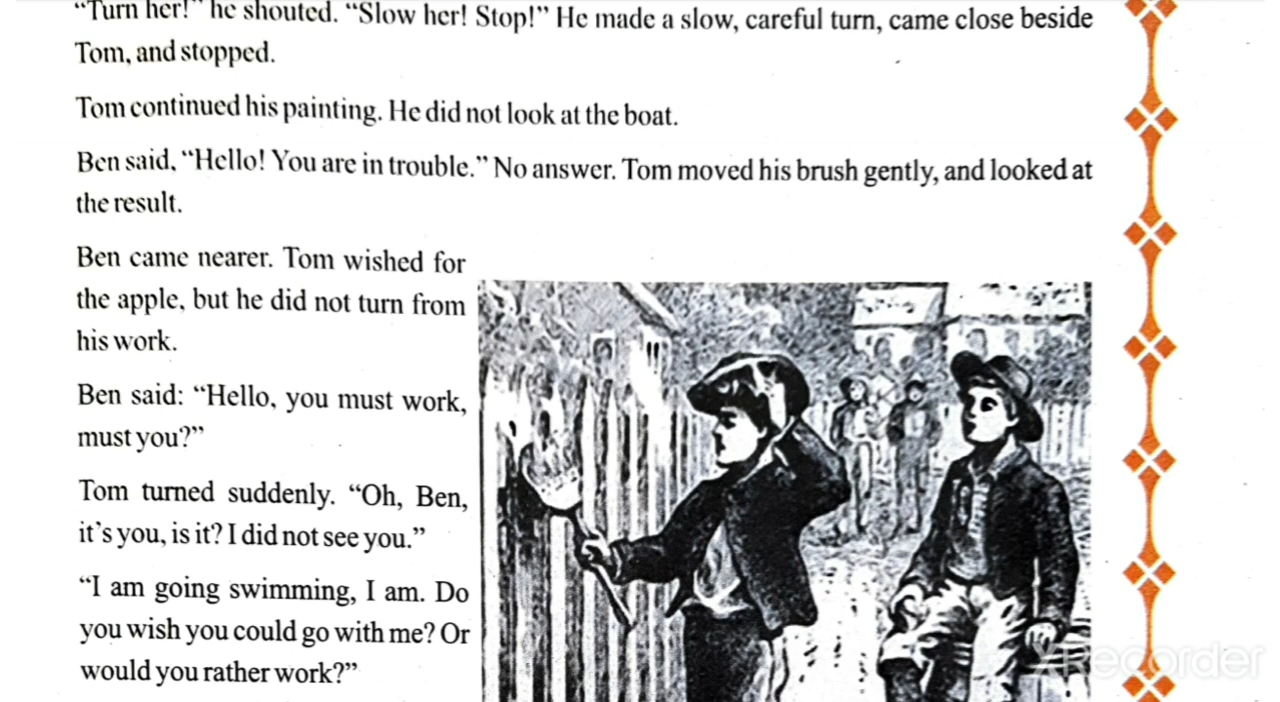 “Turn her!” he shouted. “Slow her! Stop!” He made a slow, careful turn, came close beside
Tom, and stopped.
Tom continued his painting. He did not look at the boat.
Ben said, “Hello! You are in trouble.” No answer. Tom moved his brush gently, and looked at
the result.
Ben came nearer. Tom wished for
the apple, but he did not turn from
his work.
Ben said: “Hello, you must work,
must you?”
Tom turned suddenly. “Oh, Ben,
it’s you, is it? I did not see you.”
“I am going swimming, I am. Do
you wish you could go with me? Or
would you rather work?”
XRecorder